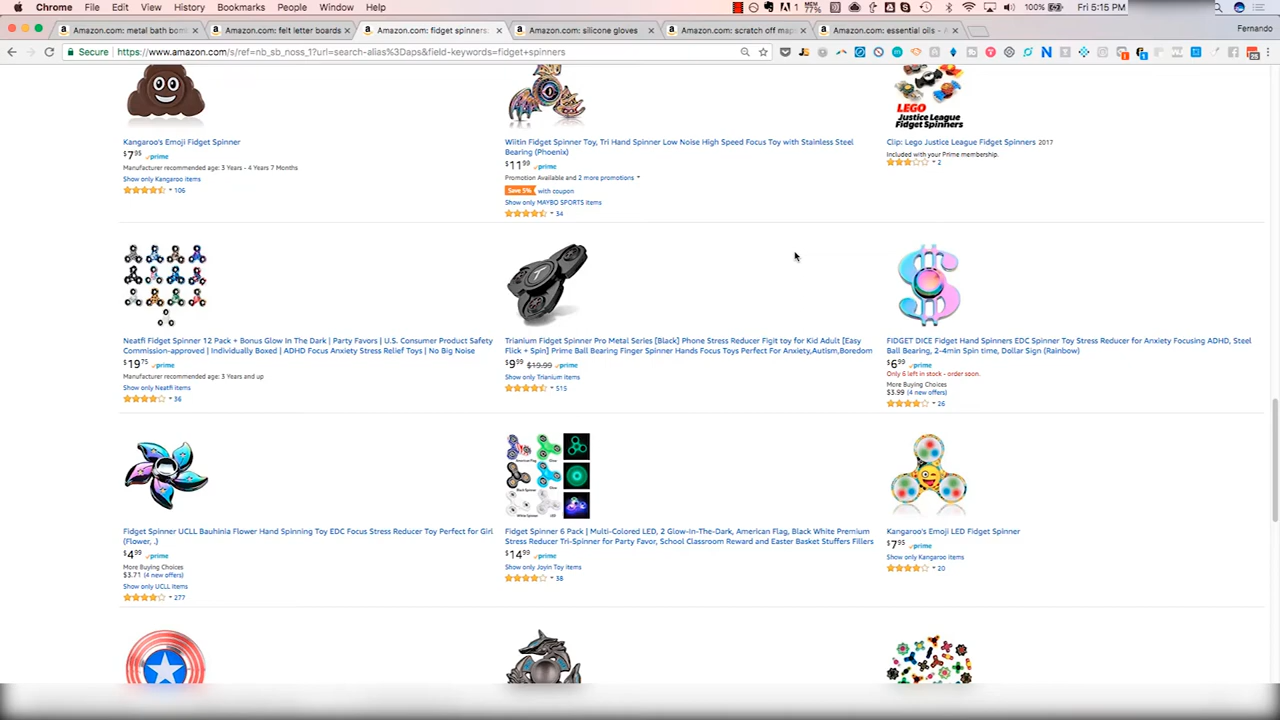 Chrome File Edit View History Bookmarks People Window Help 1 MEM 77% 100% Fri 5:15 PM
Amazon.com: metal bath bom Amazon.com: felt letter boards Amazon.com: fidget spinners Amazon.com: silicone gloves Amazon.com: scratch off map Amazon.com: essential oils - A Fernando
Secure https://www.amazon.com/s/ref=nb_sb_noss_1?url=search-alias%3Daps&field-keywords=fidget+spinners
LEGO
Justice League
Fidget Spinners
Kangaroo's Emoji Fidget Spinner
$7.95 prime
Manufacturer recommended age: 3 Years - 4 Years 7 Months
Show only Kangaroo items
106
Wiitin Fidget Spinner Toy, Tri Hand Spinner Low Noise High Speed Focus Toy with Stainless Steel
Bearing (Phoenix)
$11.99 prime
Promotion Available and 2 more promotions
Save 5% with coupon
Show only MAYBO SPORTS items
34
Clip: Lego Justice League Fidget Spinners 2017
Included with your Prime membership.
2
Neatfi Fidget Spinner 12 Pack + Bonus Glow In The Dark | Party Favors | U.S. Consumer Product Safety
Commission-approved | Individually Boxed | ADHD Focus Anxiety Stress Relief Toys | No Big Noise
$19.75 prime
Manufacturer recommended age: 3 Years and up
Show only Neatfi items
36
Trianium Fidget Spinner Pro Metal Series [Black] Phone Stress Reducer Figit toy for Kid Adult [Easy
Flick + Spin] Prime Ball Bearing Finger Spinner Hands Focus Toys Perfect For Anxiety,Autism,Boredom
$9.99 $19.99 prime
Show only Trianium items
515
FIDGET DICE Fidget Hand Spinners EDC Spinner Toy Stress Reducer for Anxiety Focusing ADHD, Steel
Ball Bearing, 2-4min Spin time, Dollar Sign (Rainbow)
$6.99 prime
Only 6 left in stock - order soon.
More Buying Choices
$3.99 (4 new offers)
26
American Flag Glow
Black Spinner Glow
White Spinner LED
Fidget Spinner UCLL Bauhinia Flower Hand Spinning Toy EDC Focus Stress Reducer Toy Perfect for Girl
(Flower, .)
$4.99 prime
More Buying Choices
$3.71 (4 new offers)
Show only UCLL items
277
Fidget Spinner 6 Pack | Multi-Colored LED, 2 Glow-In-The-Dark, American Flag, Black White Premium
Stress Reducer Tri-Spinner for Party Favor, School Classroom Reward and Easter Basket Stuffers Fillers
$14.99 prime
Show only Joyin Toy items
38
Kangaroo's Emoji LED Fidget Spinner
$7.95 prime
Show only Kangaroo items
20